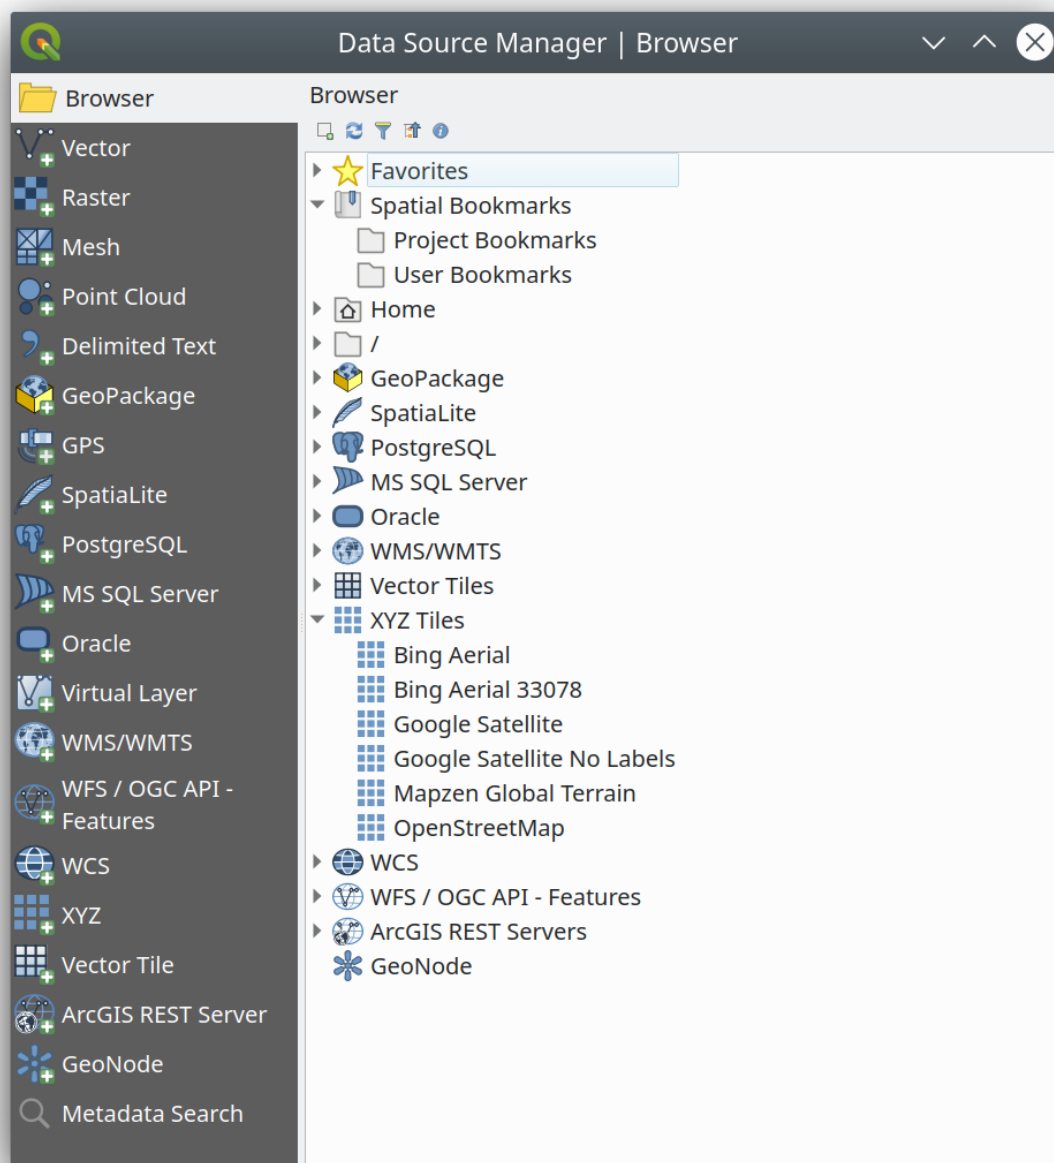 Data Source Manager | Browser
Browser
Vector
Raster
Mesh
Point Cloud
Delimited Text
GeoPackage
GPS
SpatiaLite
PostgreSQL
MS SQL Server
Oracle
Virtual Layer
WMS/WMTS
WFS / OGC API -
Features
WCS
XYZ
Vector Tile
ArcGIS REST Server
GeoNode
Metadata Search
Browser
Favorites
Spatial Bookmarks
Project Bookmarks
User Bookmarks
Home
/
GeoPackage
SpatiaLite
PostgreSQL
MS SQL Server
Oracle
WMS/WMTS
Vector Tiles
XYZ Tiles
Bing Aerial
Bing Aerial 33078
Google Satellite
Google Satellite No Labels
Mapzen Global Terrain
OpenStreetMap
WCS
WFS / OGC API - Features
ArcGIS REST Servers
GeoNode